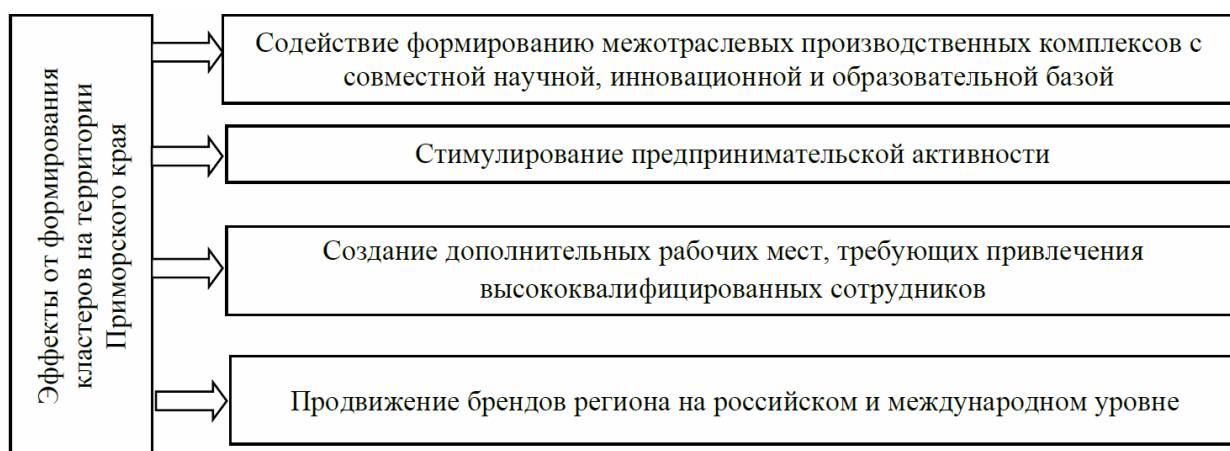 Эффекты от формирования
кластеров на территории
Приморского края
Содействие формированию межотраслевых производственных комплексов с
совместной научной, инновационной и образовательной базой
Стимулирование предпринимательской активности
Создание дополнительных рабочих мест, требующих привлечения
высококвалифицированных сотрудников
Продвижение брендов региона на российском и международном уровне